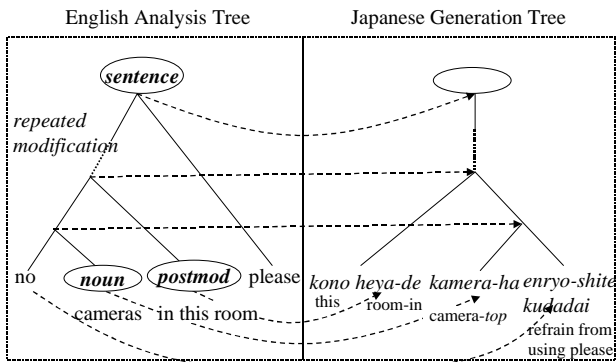 English Analysis Tree
Japanese Generation Tree
sentence
repeated
modification
no
noun
postmod
please
cameras
in this room
kono heya-de kamera-ha enryo-shite
kudadai
this
room-in
camera-top
refrain from
using please